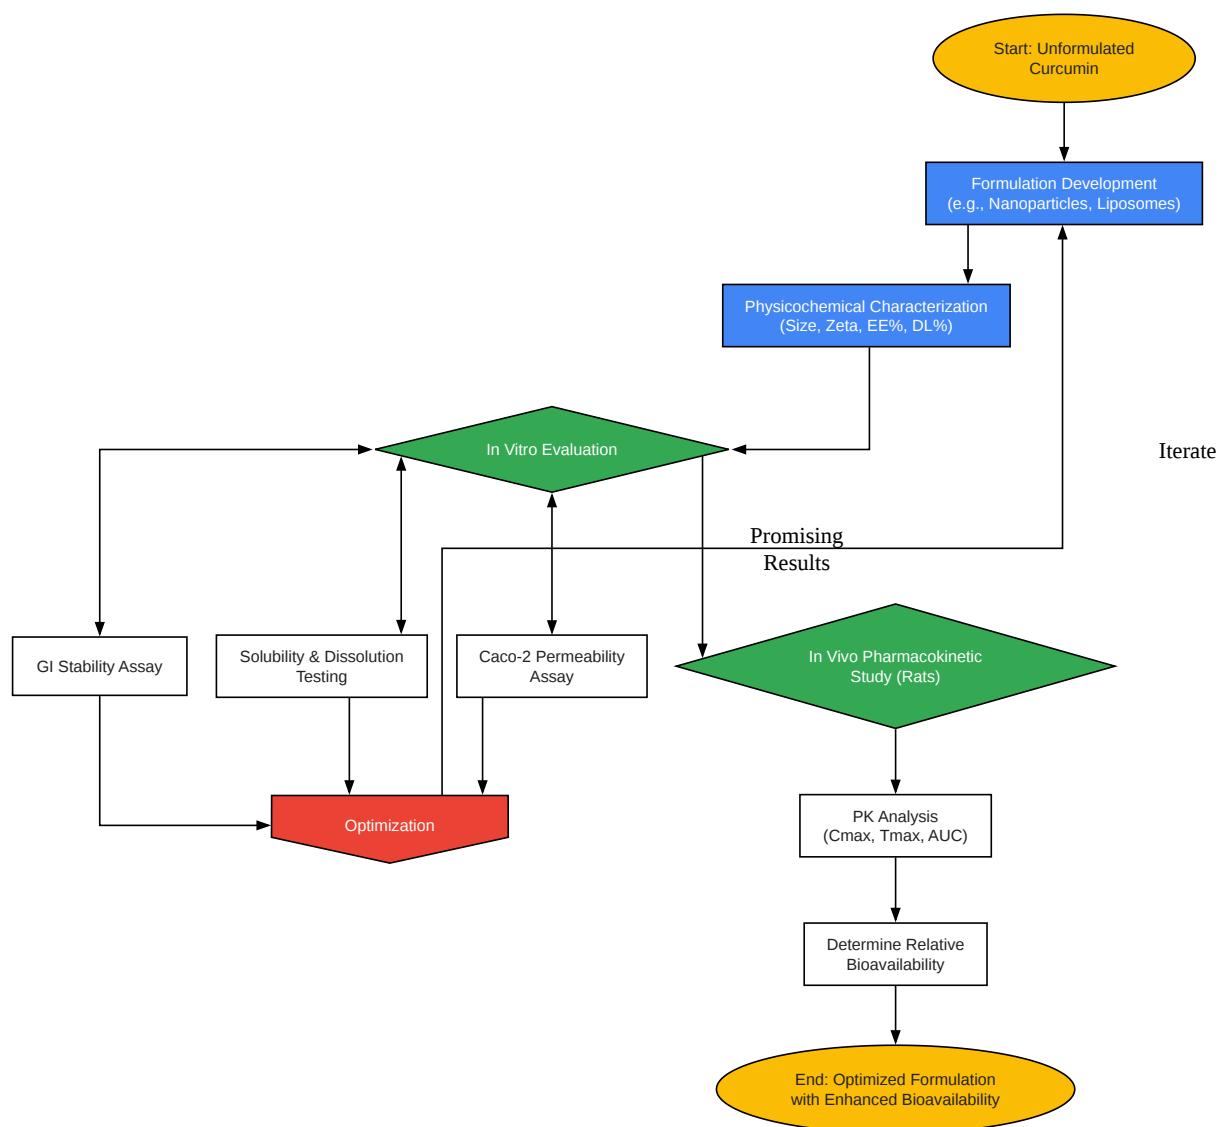 Start: Unformulated
Curcumin
Formulation Development
(e.g., Nanoparticles, Liposomes)
Physicochemical Characterization
(Size, Zeta, EE%, DL%)
In Vitro Evaluation
Iterate
Promising
Results
GI Stability Assay
Solubility & Dissolution
Testing
Caco-2 Permeability
Assay
In Vivo Pharmacokinetic
Study (Rats)
Optimization
PK Analysis
(Cmax, Tmax, AUC)
Determine Relative
Bioavailability
End: Optimized Formulation
with Enhanced Bioavailability